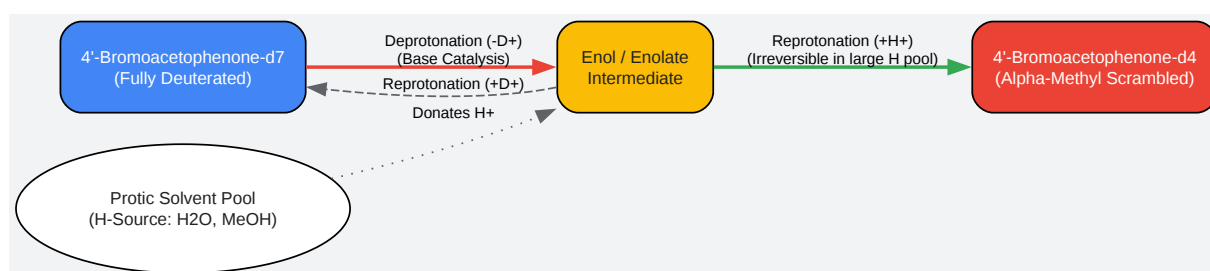 4'-Bromoacetophenone-d7
(Fully Deuterated)
Deprotonation (-D+)
(Base Catalysis)
Reprotonation (+D+)
Donates H+
Enol / Enolate
Intermediate
Reprotonation (+H+)
(Irreversible in large H pool)
4'-Bromoacetophenone-d4
(Alpha-Methyl Scrambled)
Protic Solvent Pool
(H-Source: H2O, MeOH)